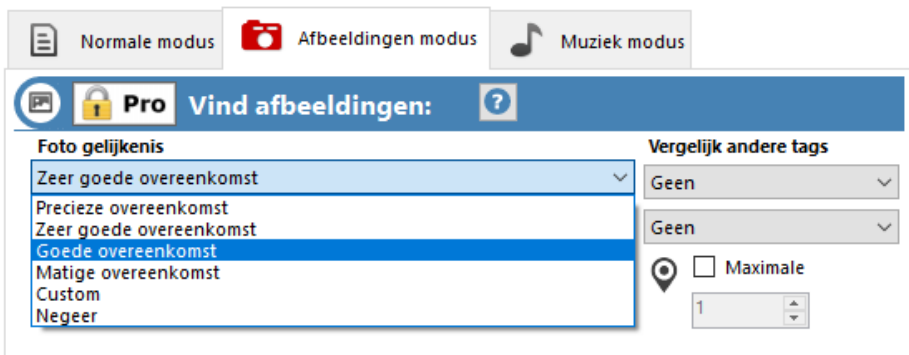 Normale modus
Afbeeldingen modus
Muziek modus
Pro Vind afbeeldingen: ?
Foto gelijkenis
Vergelijk andere tags
Zeer goede overeenkomst
Geen
Precieze overeenkomst
Zeer goede overeenkomst
Goede overeenkomst
Matige overeenkomst
Custom
Negeer
Geen
Maximale
1